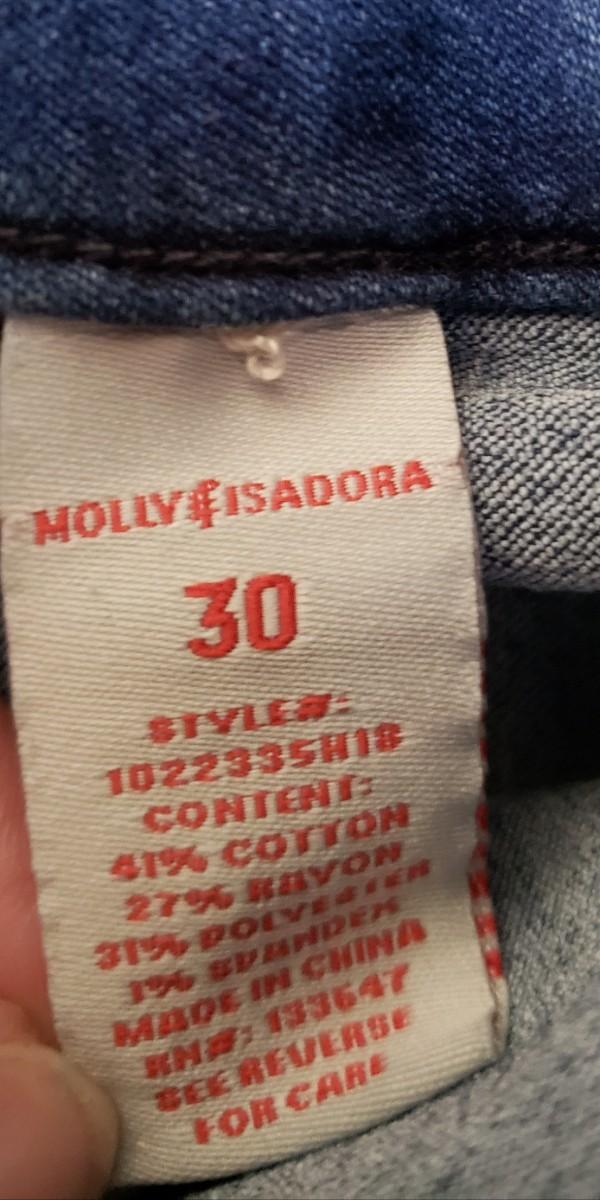 MOLLY & ISADORA
30
STYLE#:
1022335H18
CONTENT:
41% COTTON
27% RAYON
31% POLYESTER
1% SPANDEX
MADE IN CHINA
RN#: 133647
SEE REVERSE
FOR CARE